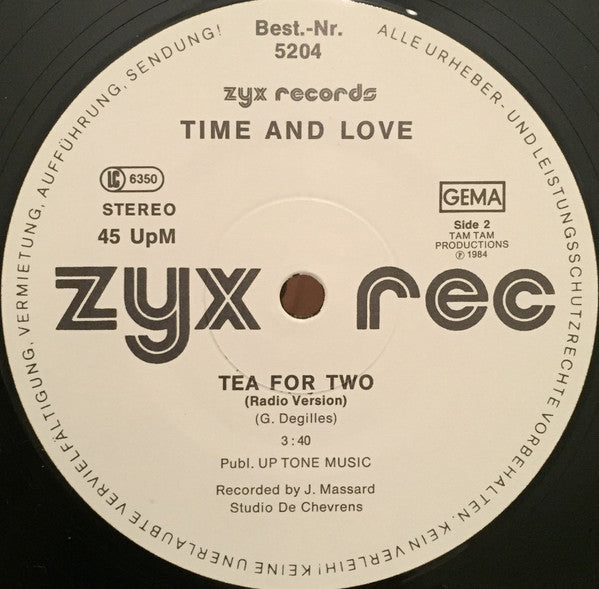 ALLE URHEBER- UND LEISTUNGSSCHUTZRECHTE VORBEHALTEN. KEIN VERLEIH! KEINE UNERLAUBTE VERVIELFÄLTIGUNG, VERMIETUNG, AUFFÜHRUNG, SENDUNG!
Best.-Nr.
5204
zyx records
TIME AND LOVE
LC 6350
STEREO
45 UpM
GEMA
Side 2
TAM TAM
PRODUCTIONS
℗ 1984
zyx rec
TEA FOR TWO
(Radio Version)
(G. Degilles)
3:40
Publ. UP TONE MUSIC
Recorded by J. Massard
Studio De Chevrens